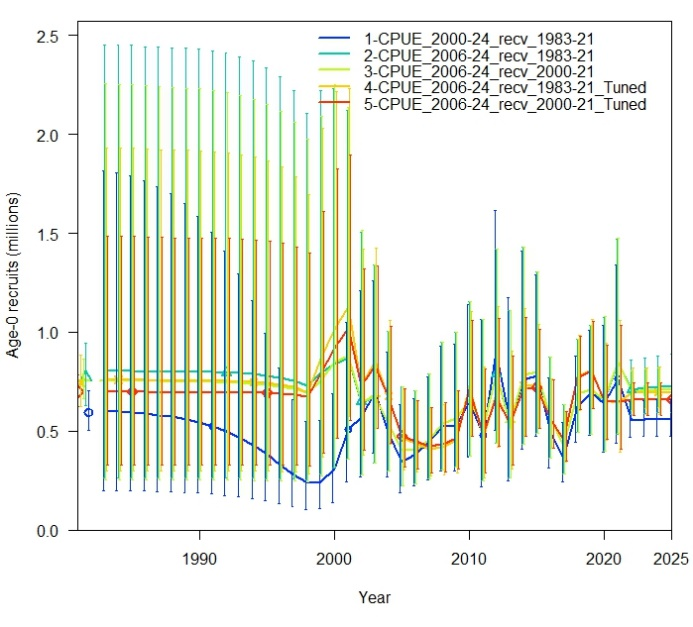 2.5
2.0
1.5
1.0
0.5
0.0
Age-0 recruits (millions)
1-CPUE_2000-24_recv_1983-21
2-CPUE_2006-24_recv_1983-21
3-CPUE_2006-24_recv_2000-21
4-CPUE_2006-24_recv_1983-21_Tuned
5-CPUE_2006-24_recv_2000-21_Tuned
1990 2000 2010 2020 2025
Year